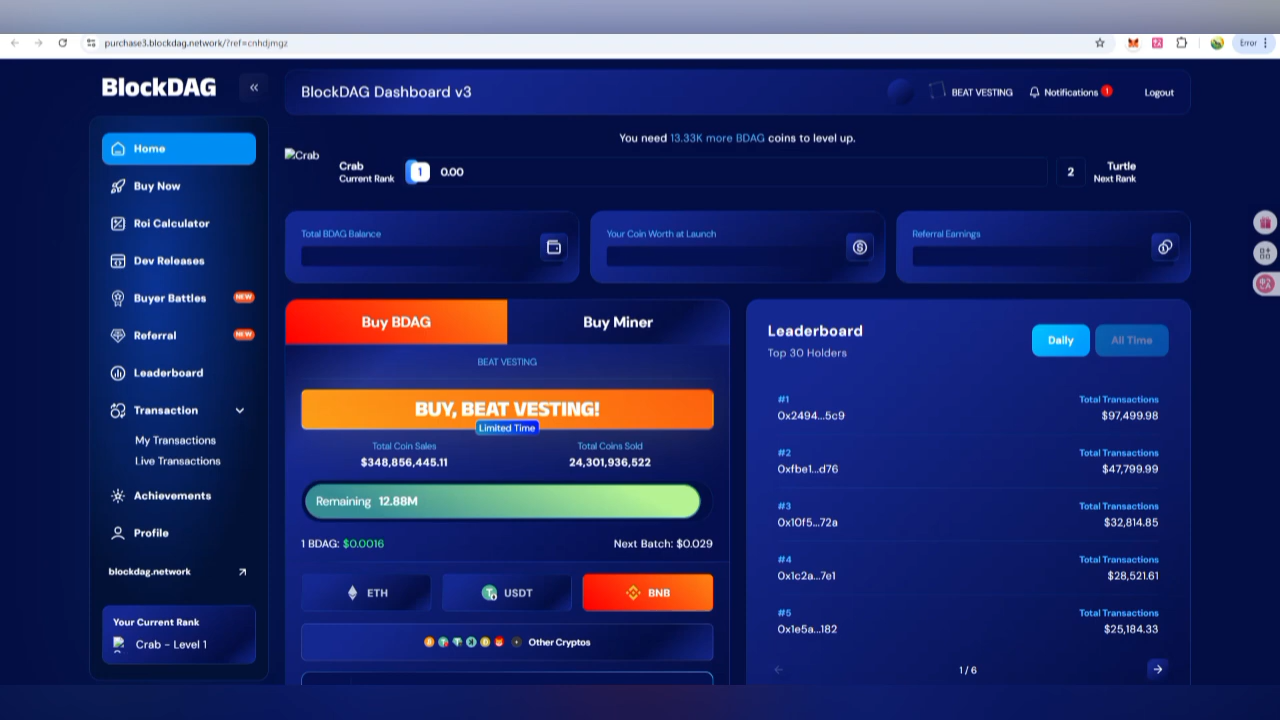 purchase3.blockdag.network/?ref=cnhdjmgz
Error
BlockDAG
Home
Buy Now
Roi Calculator
Dev Releases
Buyer Battles NEW
Referral NEW
Leaderboard
Transaction
My Transactions
Live Transactions
Achievements
Profile
blockdag.network
Your Current Rank
Crab - Level 1
BlockDAG Dashboard v3
BEAT VESTING
Notifications 1
Logout
You need 13.33K more BDAG coins to level up.
Crab
Crab
Current Rank
1
0.00
2
Turtle
Next Rank
Total BDAG Balance
Your Coin Worth at Launch
Referral Earnings
Buy BDAG
Buy Miner
BEAT VESTING
BUY, BEAT VESTING!
Limited Time
Total Coin Sales
$348,856,445.11
Total Coins Sold
24,301,936,522
Remaining 12.88M
1 BDAG: $0.0016
Next Batch: $0.029
ETH
USDT
BNB
Other Cryptos
Leaderboard
Top 30 Holders
Daily
All Time
#1
0x2494...5c9
Total Transactions
$97,499.98
#2
0xfbe1...d76
Total Transactions
$47,799.99
#3
0x10f5...72a
Total Transactions
$32,814.85
#4
0x1c2a...7e1
Total Transactions
$28,521.61
#5
0x1e5a...182
Total Transactions
$25,184.33
1 / 6